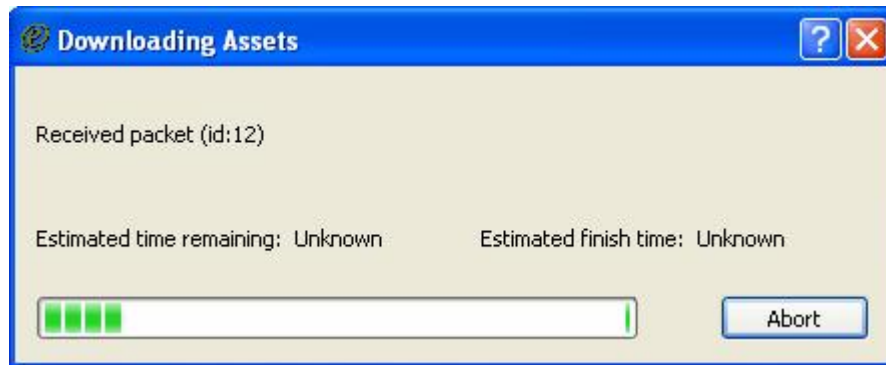 Downloading Assets
Received packet (id:12)
Estimated time remaining: Unknown Estimated finish time: Unknown
Abort